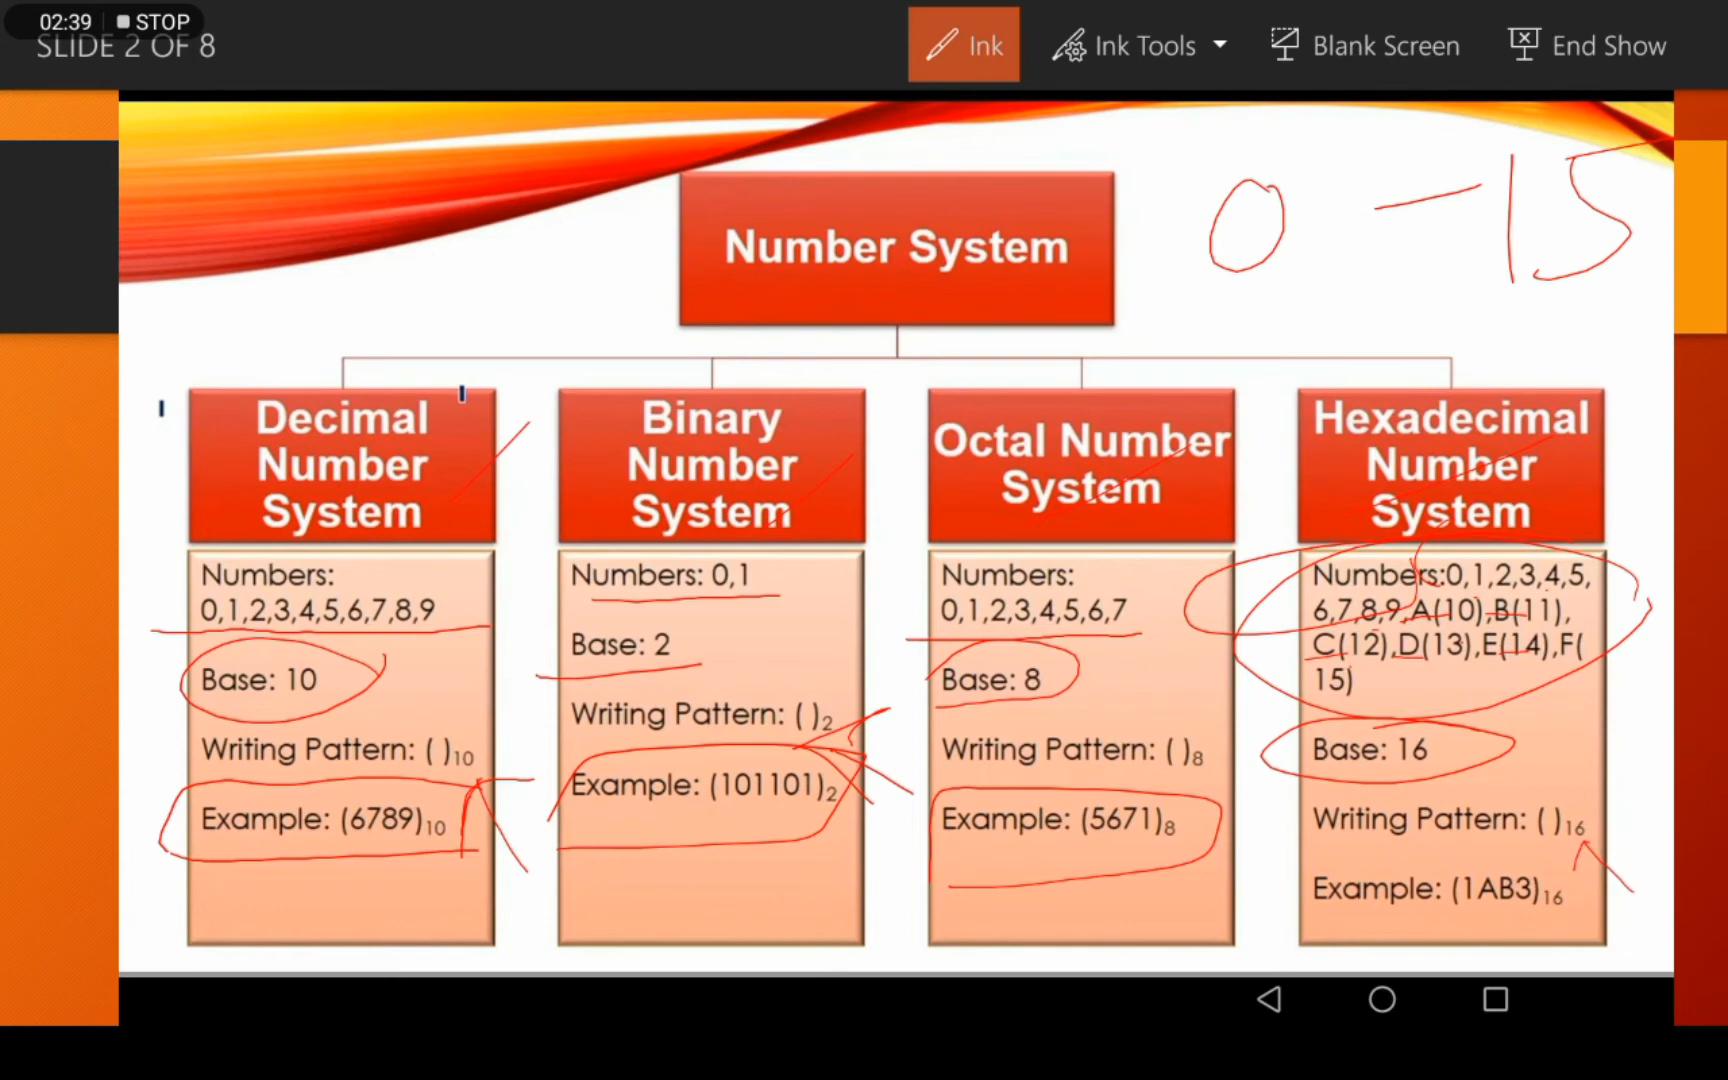 02:39 STOP
SLIDE 2 OF 8
Ink
Ink Tools
Blank Screen
End Show
0 - 15
Number System
Decimal
Number
System
Numbers:
0,1,2,3,4,5,6,7,8,9
Base: 10
Writing Pattern: ( )₁₀
Example: (6789)₁₀
Binary
Number
System
Numbers: 0,1
Base: 2
Writing Pattern: ( )₂
Example: (101101)₂
Octal Number
System
Numbers:
0,1,2,3,4,5,6,7
Base: 8
Writing Pattern: ( )₈
Example: (5671)₈
Hexadecimal
Number
System
Numbers:0,1,2,3,4,5,
6,7,8,9,A(10),B(11),
C(12),D(13),E(14),F(
15)
Base: 16
Writing Pattern: ( )₁₆
Example: (1AB3)₁₆